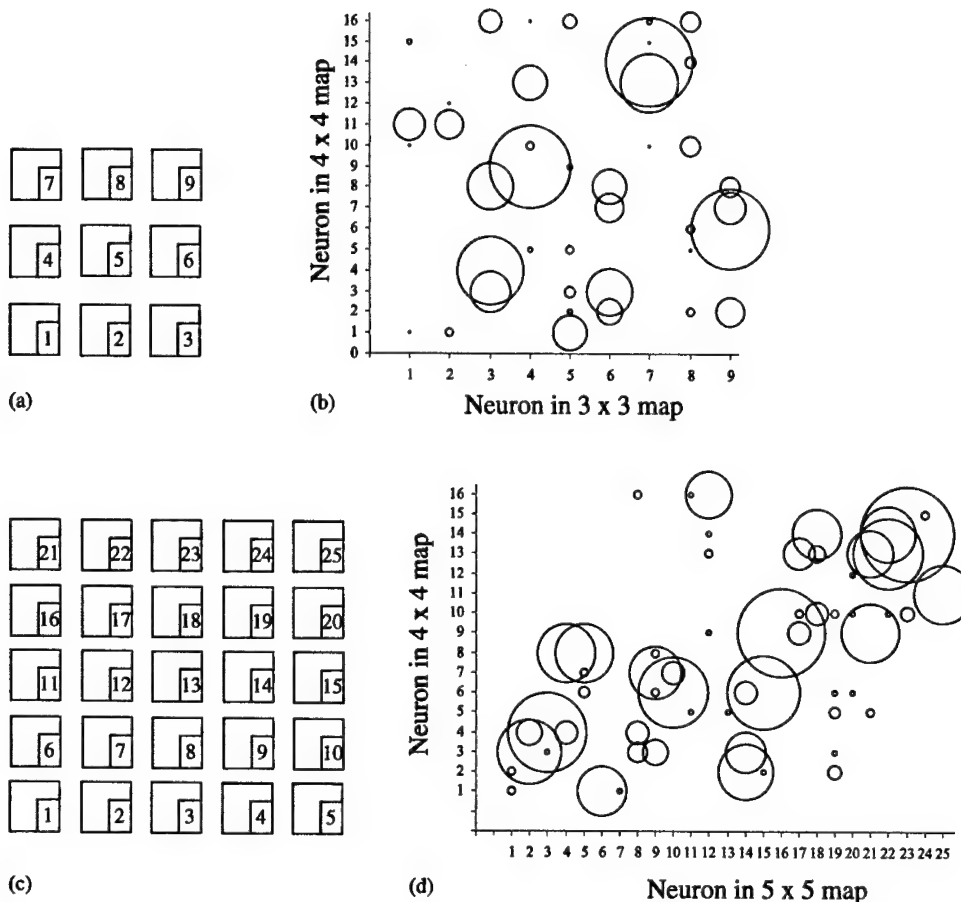 7 8 9
4 5 6
1 2 3
(a)
Neuron in 4 x 4 map
16
15
14
13
12
11
10
9
8
7
6
5
4
3
2
1
0
1 2 3 4 5 6 7 8 9
Neuron in 3 x 3 map
(b)
21 22 23 24 25
16 17 18 19 20
11 12 13 14 15
6 7 8 9 10
1 2 3 4 5
(c)
Neuron in 4 x 4 map
16
14
13
12
10
9
8
7
6
5
4
3
2
1
1 2 3 4 5 6 7 8 9 10 11 12 13 14 15 16 17 18 19 20 21 22 23 24 25
Neuron in 5 x 5 map
(d)